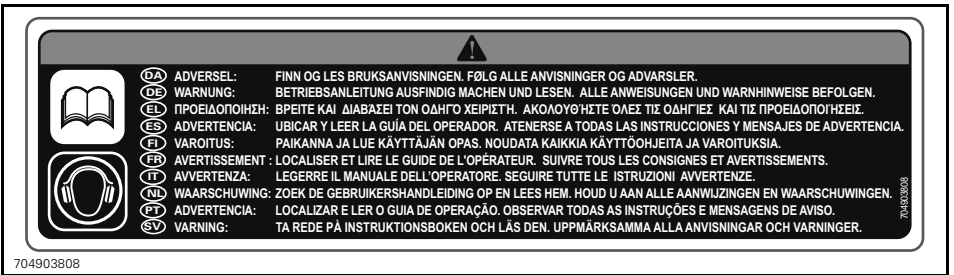 DA ADVERSEL: FINN OG LES BRUKSANVISNINGEN. FØLG ALLE ANVISNINGER OG ADVARSLER.
DE WARNUNG: BETRIEBSANLEITUNG AUSFINDIG MACHEN UND LESEN. ALLE ANWEISUNGEN UND WARNHINWEISE BEFOLGEN.
EL ΠΡΟΕΙΔΟΠΟΙΗΣΗ: ΒΡΕΙΤΕ ΚΑΙ ΔΙΑΒΆΣΕΙ ΤΟΝ ΟΔΗΓΌ ΧΕΙΡΙΣΤΗ. ΑΚΟΛΟΥΘΉΣΤΕ ΌΛΕΣ ΤΙΣ ΟΔΗΓΊΕΣ ΚΑΙ ΤΙΣ ΠΡΟΕΙΔΟΠΟΙΉΣΕΙΣ.
ES ADVERTENCIA: UBICAR Y LEER LA GUÍA DEL OPERADOR. ATENERSE A TODAS LAS INSTRUCCIONES Y MENSAJES DE ADVERTENCIA.
FI VAROITUS: PAIKANNA JA LUE KÄYTTÄJÄN OPAS. NOUDATA KAIKKIA KÄYTTÖOHJEITA JA VAROITUKSIA.
FR AVERTISSEMENT : LOCALISER ET LIRE LE GUIDE DE L'OPÉRATEUR. SUIVRE TOUS LES CONSIGNES ET AVERTISSEMENTS.
IT AVVERTENZA: LEGERRE IL MANUALE DELL'OPERATORE. SEGUIRE TUTTE LE ISTRUZIONI AVVERTENZE.
NL WAARSCHUWING: ZOEK DE GEBRUIKERSHANDLEIDING OP EN LEES HEM. HOUD U AAN ALLE AANWIJZINGEN EN WAARSCHUWINGEN.
PT ADVERTENCIA: LOCALIZAR E LER O GUIA DE OPERAÇÃO. OBSERVAR TODAS AS INSTRUÇÕES E MENSAGENS DE AVISO.
SV VARNING: TA REDE PÅ INSTRUKTIONSBOKEN OCH LÄS DEN. UPPMÄRKSAMMA ALLA ANVISNINGAR OCH VARNINGER.
704903808
704903808